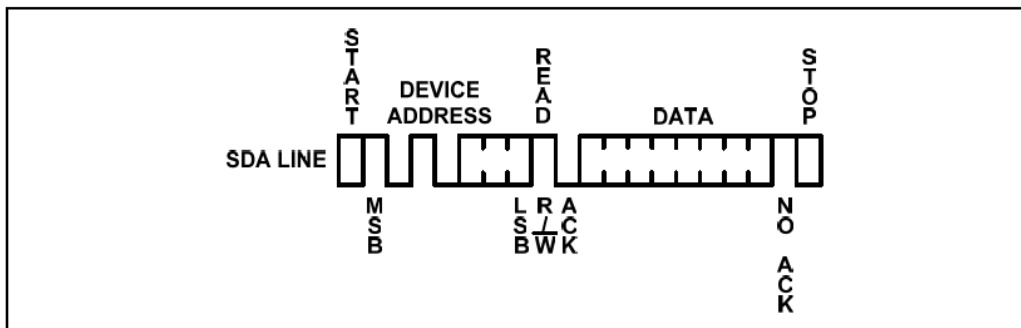 START
DEVICE
ADDRESS
READ
DATA
STOP
SDA LINE
MSB
LSB
R/W
ACK
NO ACK